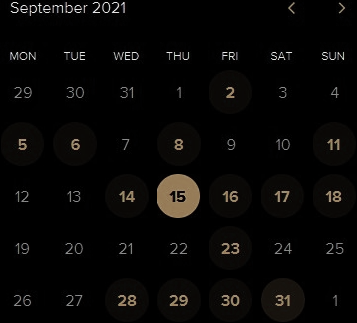 September 2021
MON TUE WED THU FRI SAT SUN
29 30 31 1 2 3 4
5 6 7 8 9 10 11
12 13 14 15 16 17 18
19 20 21 22 23 24 25
26 27 28 29 30 31 1